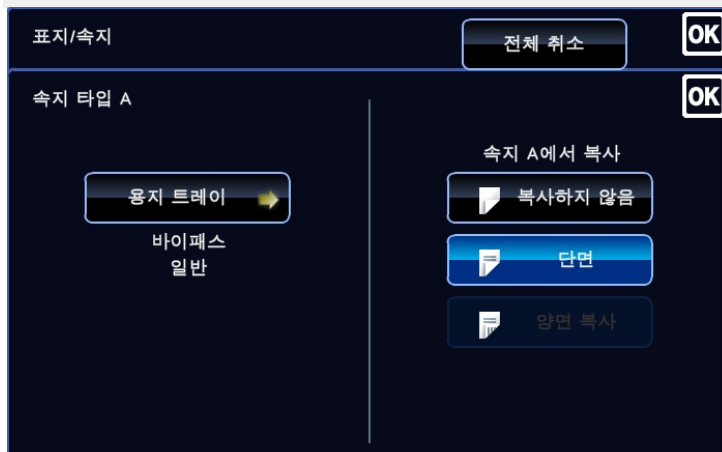 표지/속지
전체 취소
OK
속지 타입 A
OK
속지 A에서 복사
용지 트레이
복사하지 않음
바이패스
일반
단면
양면 복사